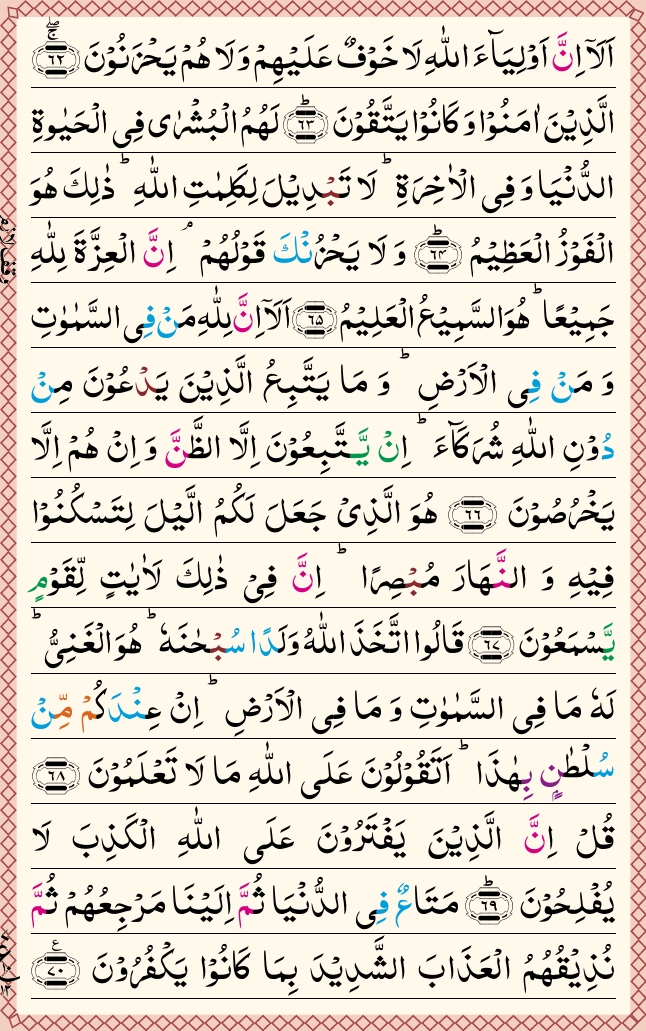 اَلَاۤ اِنَّ اَوۡلِيَآءَ اللّٰهِ لَا خَوۡفٌ عَلَيۡهِمۡ وَلَا هُمۡ يَحۡزَنُوۡنَ ۖ ۚ‏ ﴿۶۲﴾
الَّذِيۡنَ اٰمَنُوۡا وَكَانُوۡا يَتَّقُوۡنَ ؕ‏ ﴿۶۳﴾ لَهُمُ الۡبُشۡرٰى فِى الۡحَيٰوةِ
الدُّنۡيَا وَفِى الۡاٰخِرَةِ‌ ؕ لَا تَبۡدِيۡلَ لِكَلِمٰتِ اللّٰهِ‌ ؕ ذٰلِكَ هُوَ
الۡفَوۡزُ الۡعَظِيۡمُ ؕ‏ ﴿۶۴﴾ وَلَا يَحۡزُنۡكَ قَوۡلُهُمۡ‌ ۘ اِنَّ الۡعِزَّةَ لِلّٰهِ
جَمِيۡعًا‌ ؕ هُوَ السَّمِيۡعُ الۡعَلِيۡمُ‏ ﴿۶۵﴾ اَلَاۤ اِنَّ لِلّٰهِ مَنۡ فِى السَّمٰوٰتِ
وَمَنۡ فِى الۡاَرۡضِ‌ ؕ وَمَا يَتَّبِعُ الَّذِيۡنَ يَدۡعُوۡنَ مِنۡ
دُوۡنِ اللّٰهِ شُرَكَآءَ‌ ؕ اِنۡ يَّتَّبِعُوۡنَ اِلَّا الظَّنَّ وَاِنۡ هُمۡ اِلَّا
يَخۡرُصُوۡنَ‏ ﴿۶۶﴾ هُوَ الَّذِىۡ جَعَلَ لَكُمُ الَّيۡلَ لِتَسۡكُنُوۡا
فِيۡهِ وَالنَّهَارَ مُبۡصِرًا‌ ؕ اِنَّ فِىۡ ذٰلِكَ لَاٰيٰتٍ لِّقَوۡمٍ
يَّسۡمَعُوۡنَ‏ ﴿۶۷﴾ قَالُوا اتَّخَذَ اللّٰهُ وَلَدًا‌ سُبۡحٰنَهٗ‌ ؕ هُوَ الۡغَنِىُّ‌ ؕ
لَهٗ مَا فِى السَّمٰوٰتِ وَمَا فِى الۡاَرۡضِ‌ ؕ اِنۡ عِنۡدَكُمۡ مِّنۡ
سُلۡطٰنٍۢ بِهٰذَا ؕ اَتَقُوۡلُوۡنَ عَلَى اللّٰهِ مَا لَا تَعۡلَمُوۡنَ‏ ﴿۶۸﴾
قُلۡ اِنَّ الَّذِيۡنَ يَفۡتَرُوۡنَ عَلَى اللّٰهِ الۡكَذِبَ لَا
يُفۡلِحُوۡنَؕ‏ ﴿۶۹﴾ مَتَاعٌ فِى الدُّنۡيَا ثُمَّ اِلَيۡنَا مَرۡجِعُهُمۡ ثُمَّ
نُذِيۡقُهُمُ الۡعَذَابَ الشَّدِيۡدَ بِمَا كَانُوۡا يَكۡفُرُوۡنَ ﴿۷۰﴾